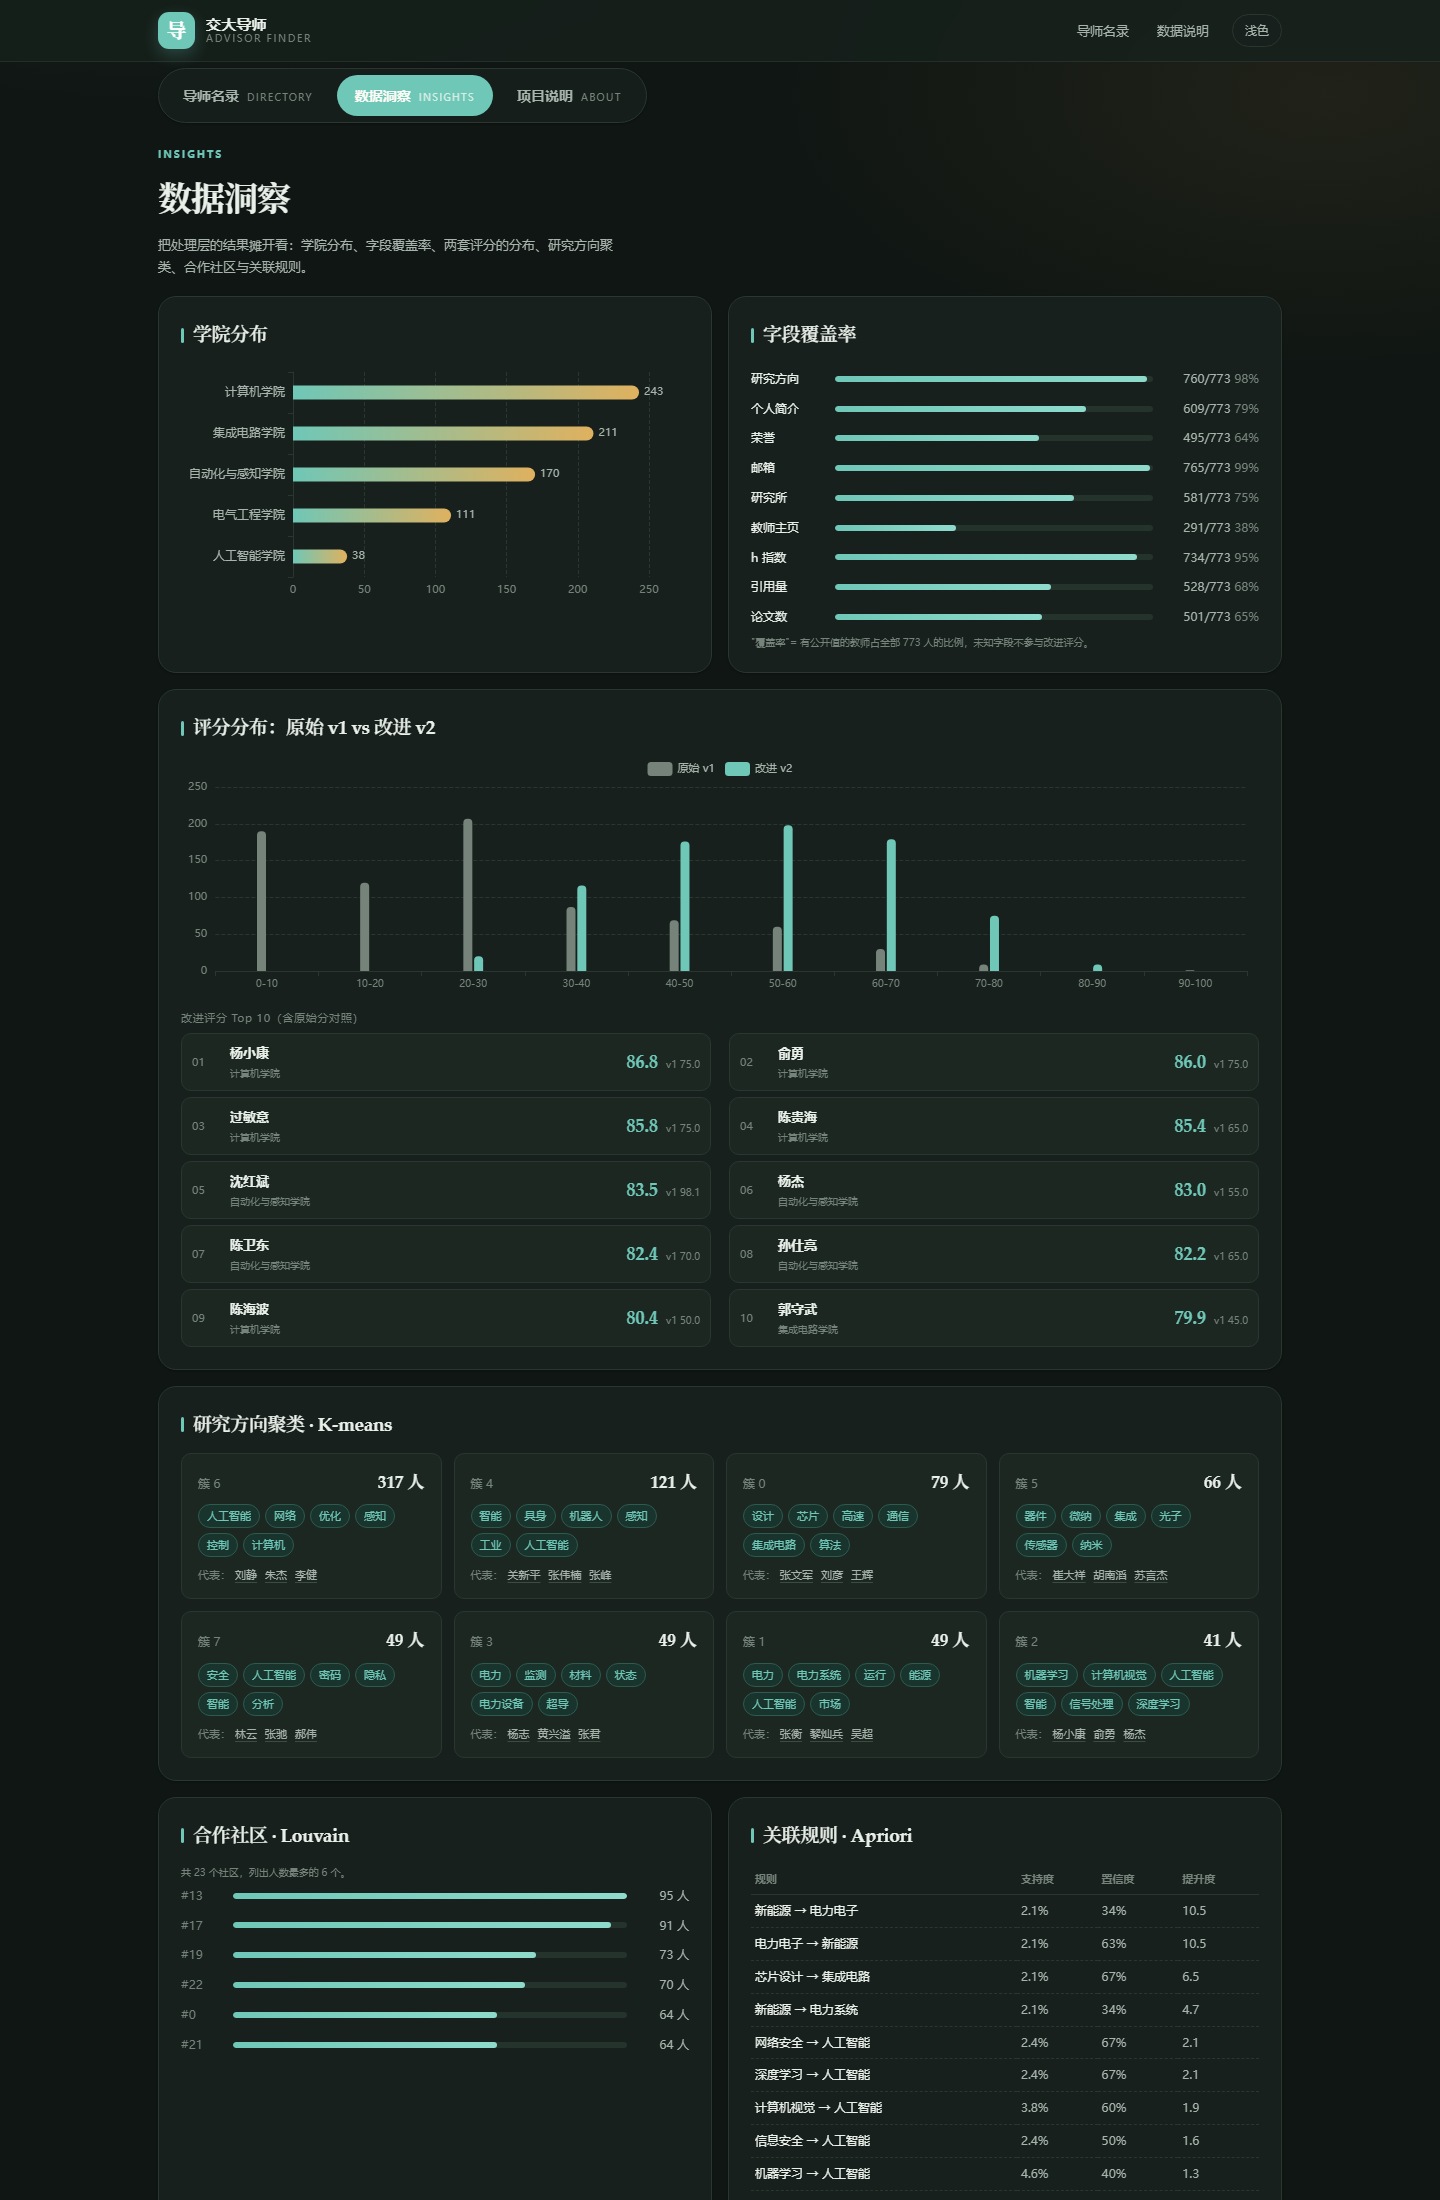 导
交大导师
ADVISOR FINDER
导师名录
数据说明
浅色
导师名录 DIRECTORY
数据洞察 INSIGHTS
项目说明 ABOUT
INSIGHTS
数据洞察
把处理层的结果摊开看：学院分布、字段覆盖率、两套评分的分布、研究方向聚
类、合作社区与关联规则。
学院分布
计算机学院 243
集成电路学院 211
自动化与感知学院 170
电气工程学院 111
人工智能学院 38
0 50 100 150 200 250
字段覆盖率
研究方向 760/773 98%
个人简介 609/773 79%
荣誉 495/773 64%
邮箱 765/773 99%
研究所 581/773 75%
教师主页 291/773 38%
h 指数 734/773 95%
引用量 528/773 68%
论文数 501/773 65%
"覆盖率"= 有公开值的教师占全部 773 人的比例，未知字段不参与改进评分。
评分分布：原始 v1 vs 改进 v2
原始 v1 改进 v2
250
200
150
100
50
0
0-10 10-20 20-30 30-40 40-50 50-60 60-70 70-80 80-90 90-100
改进评分 Top 10（含原始分对照）
01 杨小康 86.8 v1 75.0
计算机学院
02 俞勇 86.0 v1 75.0
计算机学院
03 过敏意 85.8 v1 75.0
计算机学院
04 陈贵海 85.4 v1 65.0
计算机学院
05 沈红斌 83.5 v1 98.1
自动化与感知学院
06 杨杰 83.0 v1 55.0
自动化与感知学院
07 陈卫东 82.4 v1 70.0
自动化与感知学院
08 孙仕亮 82.2 v1 65.0
自动化与感知学院
09 陈海波 80.4 v1 50.0
计算机学院
10 郭守武 79.9 v1 45.0
集成电路学院
研究方向聚类 · K-means
簇 6 317 人
人工智能 网络 优化 感知
控制 计算机
代表： 刘静 朱杰 李健
簇 4 121 人
智能 具身 机器人 感知
工业 人工智能
代表： 关新平 张伟楠 张峰
簇 0 79 人
设计 芯片 高速 通信
集成电路 算法
代表： 张文军 刘彦 王辉
簇 5 66 人
器件 微纳 集成 光子
传感器 纳米
代表： 崔大祥 胡南滔 苏言杰
簇 7 49 人
安全 人工智能 密码 隐私
智能 分析
代表： 林云 张驰 郝伟
簇 3 49 人
电力 监测 材料 状态
电力设备 超导
代表： 杨志 黄兴溢 张君
簇 1 49 人
电力 电力系统 运行 能源
人工智能 市场
代表： 张衡 黎灿兵 吴超
簇 2 41 人
机器学习 计算机视觉 人工智能
智能 信号处理 深度学习
代表： 杨小康 俞勇 杨杰
合作社区 · Louvain
共 23 个社区，列出人数最多的 6 个。
#13 95 人
#17 91 人
#19 73 人
#22 70 人
#0 64 人
#21 64 人
关联规则 · Apriori
规则 支持度 置信度 提升度
新能源 → 电力电子 2.1% 34% 10.5
电力电子 → 新能源 2.1% 63% 10.5
芯片设计 → 集成电路 2.1% 67% 6.5
新能源 → 电力系统 2.1% 34% 4.7
网络安全 → 人工智能 2.4% 67% 2.1
深度学习 → 人工智能 2.4% 67% 2.1
计算机视觉 → 人工智能 3.8% 60% 1.9
信息安全 → 人工智能 2.4% 50% 1.6
机器学习 → 人工智能 4.6% 40% 1.3